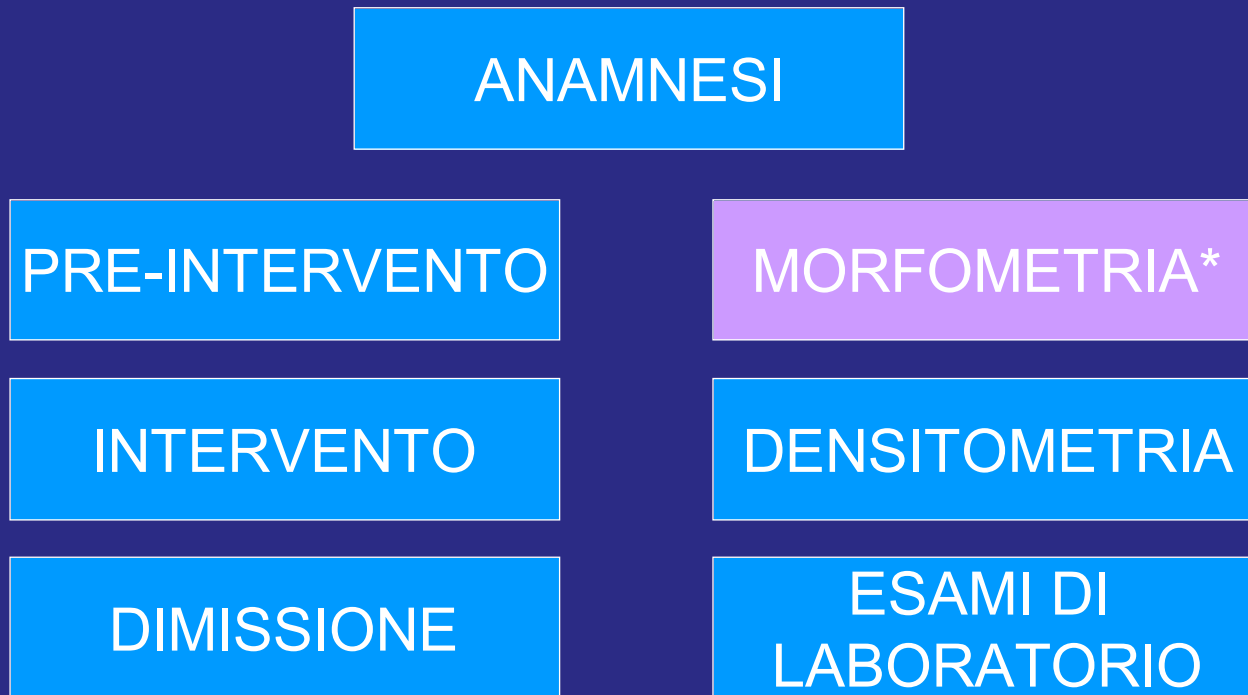 ANAMNESI
PRE-INTERVENTO
MORFOMETRIA*
INTERVENTO
DENSITOMETRIA
DIMISSIONE
ESAMI DI
LABORATORIO